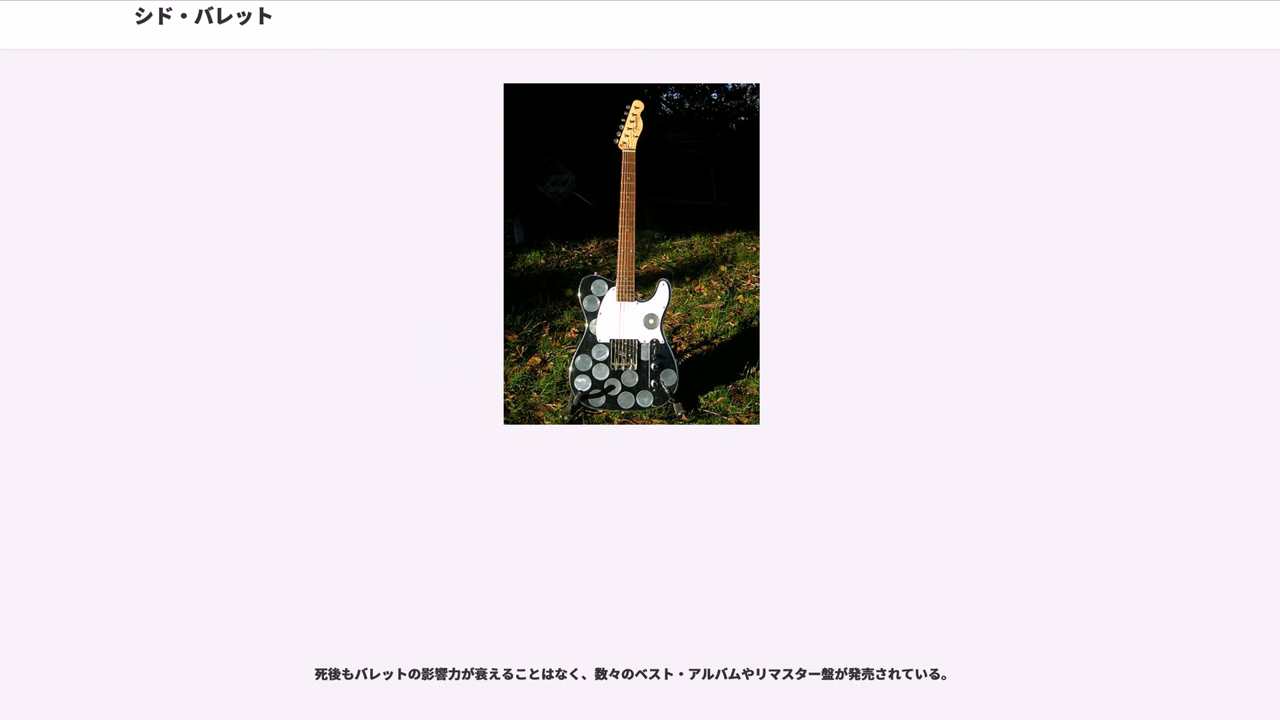 シド・バレット
死後もバレットの影響力が衰えることはなく、数々のベスト・アルバムやリマスター盤が発売されている。